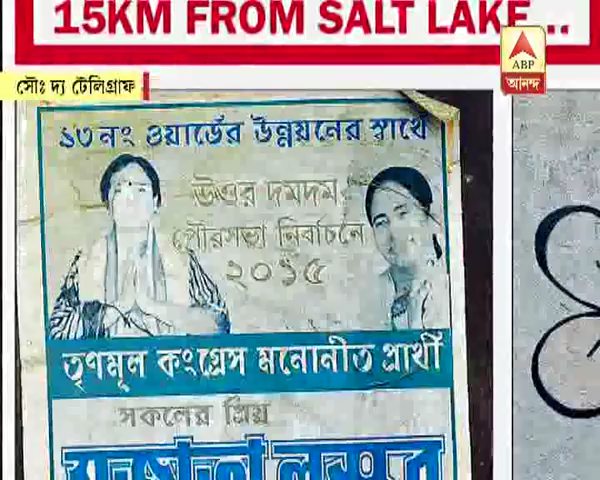 15KM FROM SALT LAKE...
ABP
আনন্দ
সৌঃ দ্য টেলিগ্রাফ
১৩ নং ওয়ার্ডের উন্নয়নের স্বার্থে
উত্তর দমদম
পৌরসভা নির্বাচনে
২০১৫
তৃণমূল কংগ্রেস মনোনীত প্রার্থী
সকলের প্রিয়